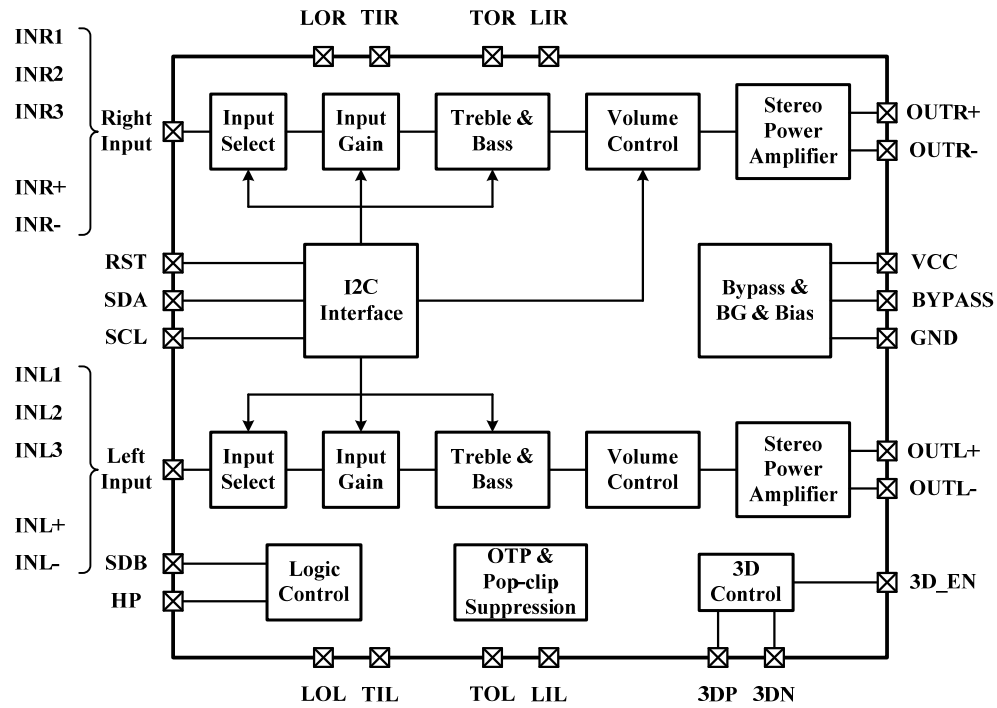 LOR TIR TOR LIR
INR1
INR2
INR3
Right
Input
INR+
INR-
Input
Select
Input
Gain
Treble &
Bass
Volume
Control
Stereo
Power
Amplifier
OUTR+
OUTR-
RST
SDA
SCL
I2C
Interface
Bypass &
BG & Bias
VCC
BYPASS
GND
INL1
INL2
INL3
Left
Input
INL+
INL-
Input
Select
Input
Gain
Treble &
Bass
Volume
Control
Stereo
Power
Amplifier
OUTL+
OUTL-
SDB
HP
Logic
Control
OTP &
Pop-clip
Suppression
3D
Control
3D_EN
LOL TIL TOL LIL 3DP 3DN